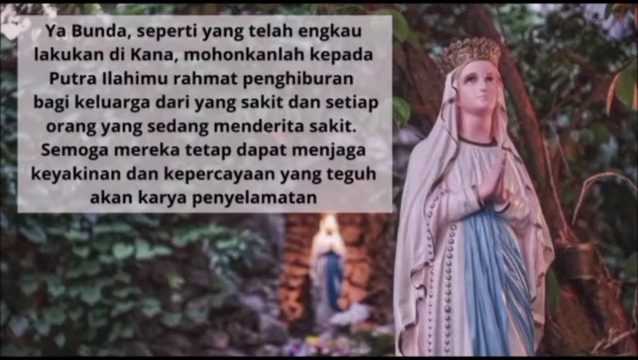 Ya Bunda, seperti yang telah engkau
lakukan di Kana, mohonkanlah kepada
Putra Ilahimu rahmat penghiburan
bagi keluarga dari yang sakit dan setiap
orang yang sedang menderita sakit.
Semoga mereka tetap dapat menjaga
keyakinan dan kepercayaan yang teguh
akan karya penyelamatan